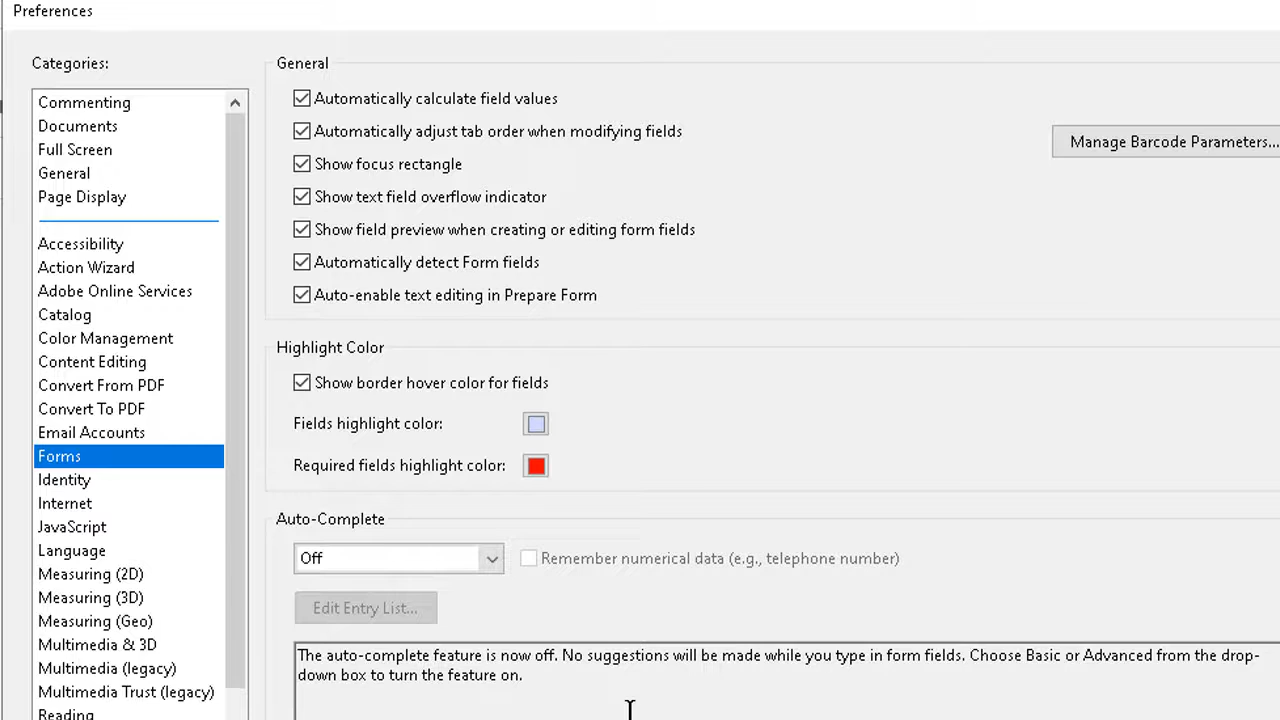 Preferences
Categories:
Commenting
Documents
Full Screen
General
Page Display
Accessibility
Action Wizard
Adobe Online Services
Catalog
Color Management
Content Editing
Convert From PDF
Convert To PDF
Email Accounts
Forms
Identity
Internet
JavaScript
Language
Measuring (2D)
Measuring (3D)
Measuring (Geo)
Multimedia & 3D
Multimedia (legacy)
Multimedia Trust (legacy)
Reading
General
Automatically calculate field values
Automatically adjust tab order when modifying fields
Manage Barcode Parameters...
Show focus rectangle
Show text field overflow indicator
Show field preview when creating or editing form fields
Automatically detect Form fields
Auto-enable text editing in Prepare Form
Highlight Color
Show border hover color for fields
Fields highlight color:
Required fields highlight color:
Auto-Complete
Off
Remember numerical data (e.g., telephone number)
Edit Entry List...
The auto-complete feature is now off. No suggestions will be made while you type in form fields. Choose Basic or Advanced from the drop-
down box to turn the feature on.